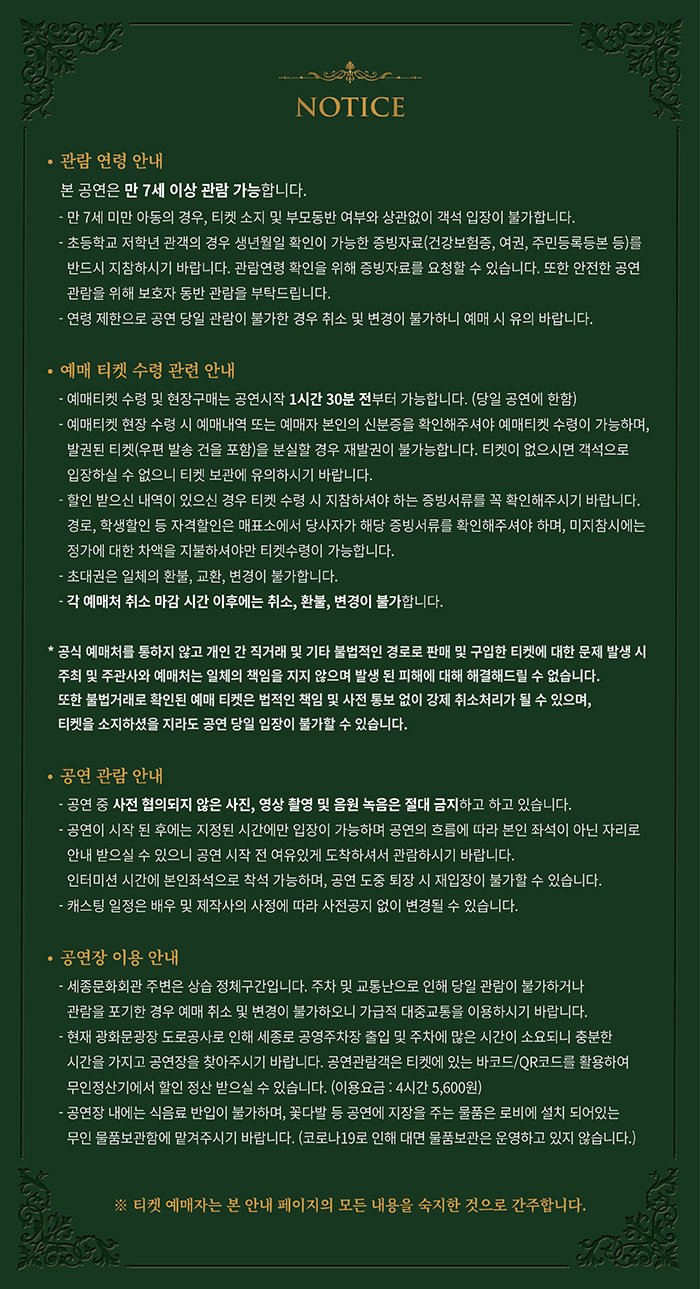 NOTICE
• 관람 연령 안내
본 공연은 만 7세 이상 관람 가능합니다.
- 만 7세 미만 아동의 경우, 티켓 소지 및 부모동반 여부와 상관없이 객석 입장이 불가합니다.
- 초등학교 저학년 관객의 경우 생년월일 확인이 가능한 증빙자료(건강보험증, 여권, 주민등록등본 등)를
반드시 지참하시기 바랍니다. 관람연령 확인을 위해 증빙자료를 요청할 수 있습니다. 또한 안전한 공연
관람을 위해 보호자 동반 관람을 부탁드립니다.
- 연령 제한으로 공연 당일 관람이 불가한 경우 취소 및 변경이 불가하니 예매 시 유의 바랍니다.
• 예매 티켓 수령 관련 안내
- 예매티켓 수령 및 현장구매는 공연시작 1시간 30분 전부터 가능합니다. (당일 공연에 한함)
- 예매티켓 현장 수령 시 예매내역 또는 예매자 본인의 신분증을 확인해주셔야 예매티켓 수령이 가능하며,
발권된 티켓(우편 발송 건을 포함)을 분실할 경우 재발권이 불가능합니다. 티켓이 없으시면 객석으로
입장하실 수 없으니 티켓 보관에 유의하시기 바랍니다.
- 할인 받으신 내역이 있으신 경우 티켓 수령 시 지참하셔야 하는 증빙서류를 꼭 확인해주시기 바랍니다.
경로, 학생할인 등 자격할인은 매표소에서 당사자가 해당 증빙서류를 확인해주셔야 하며, 미지참시에는
정가에 대한 차액을 지불하셔야만 티켓수령이 가능합니다.
- 초대권은 일체의 환불, 교환, 변경이 불가합니다.
- 각 예매처 취소 마감 시간 이후에는 취소, 환불, 변경이 불가합니다.
* 공식 예매처를 통하지 않고 개인 간 직거래 및 기타 불법적인 경로로 판매 및 구입한 티켓에 대한 문제 발생 시
주최 및 주관사와 예매처는 일체의 책임을 지지 않으며 발생 된 피해에 대해 해결해드릴 수 없습니다.
또한 불법거래로 확인된 예매 티켓은 법적인 책임 및 사전 통보 없이 강제 취소처리가 될 수 있으며,
티켓을 소지하셨을 지라도 공연 당일 입장이 불가할 수 있습니다.
• 공연 관람 안내
- 공연 중 사전 협의되지 않은 사진, 영상 촬영 및 음원 녹음은 절대 금지하고 하고 있습니다.
- 공연이 시작 된 후에는 지정된 시간에만 입장이 가능하며 공연의 흐름에 따라 본인 좌석이 아닌 자리로
안내 받으실 수 있으니 공연 시작 전 여유있게 도착하셔서 관람하시기 바랍니다.
인터미션 시간에 본인좌석으로 착석 가능하며, 공연 도중 퇴장 시 재입장이 불가할 수 있습니다.
- 캐스팅 일정은 배우 및 제작사의 사정에 따라 사전공지 없이 변경될 수 있습니다.
• 공연장 이용 안내
- 세종문화회관 주변은 상습 정체구간입니다. 주차 및 교통난으로 인해 당일 관람이 불가하거나
관람을 포기한 경우 예매 취소 및 변경이 불가하오니 가급적 대중교통을 이용하시기 바랍니다.
- 현재 광화문광장 도로공사로 인해 세종로 공영주차장 출입 및 주차에 많은 시간이 소요되니 충분한
시간을 가지고 공연장을 찾아주시기 바랍니다. 공연관람객은 티켓에 있는 바코드/QR코드를 활용하여
무인정산기에서 할인 정산 받으실 수 있습니다. (이용요금 : 4시간 5,600원)
- 공연장 내에는 식음료 반입이 불가하며, 꽃다발 등 공연에 지장을 주는 물품은 로비에 설치 되어있는
무인 물품보관함에 맡겨주시기 바랍니다. (코로나19로 인해 대면 물품보관은 운영하고 있지 않습니다.)
※ 티켓 예매자는 본 안내 페이지의 모든 내용을 숙지한 것으로 간주합니다.